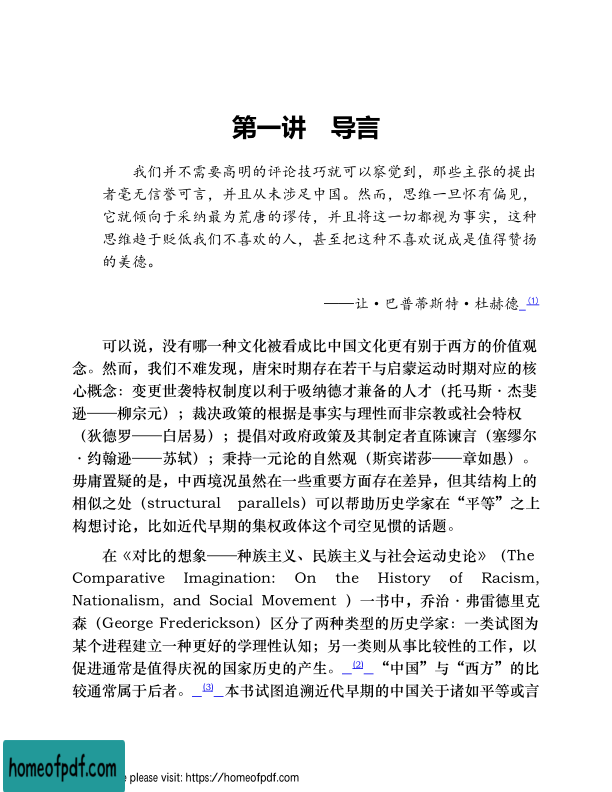 第一讲　导言
我们并不需要高明的评论技巧就可以察觉到，那些主张的提出
者毫无信誉可言，并且从未涉足中国。然而，思维一旦怀有偏见，
它就倾向于采纳最为荒唐的谬传，并且将这一切都视为事实，这种
思维趋于贬低我们不喜欢的人，甚至把这种不喜欢说成是值得赞扬
的美德。
——让·巴普蒂斯特·杜赫德 (1)
可以说，没有哪一种文化被看成比中国文化更有别于西方的价值观
念。然而，我们不难发现，唐宋时期存在若干与启蒙运动时期对应的核
心概念：变更世袭特权制度以利于吸纳德才兼备的人才（托马斯·杰斐
逊——柳宗元）；裁决政策的根据是事实与理性而非宗教或社会特权
（狄德罗——白居易）；提倡对政府政策及其制定者直陈谏言（塞缪尔
·约翰逊——苏轼）；秉持一元论的自然观（斯宾诺莎——章如愚）。
毋庸置疑的是，中西境况虽然在一些重要方面存在差异，但其结构上的
相似之处（structural parallels）可以帮助历史学家在“平等”之上
构想讨论，比如近代早期的集权政体这个司空见惯的话题。
在《对比的想象——种族主义、民族主义与社会运动史论》（The
Comparative Imagination: On the History of Racism,
Nationalism, and Social Movement ）一书中，乔治·弗雷德里克
森（George Frederickson）区分了两种类型的历史学家：一类试图为
某个进程建立一种更好的学理性认知；另一类则从事比较性的工作，以
促进通常是值得庆祝的国家历史的产生。 (2) “中国”与“西方”的比
较通常属于后者。 (3) 本书试图追溯近代早期的中国关于诸如平等或言
homeofpdf.com
e please visit: https://homeofpdf.com